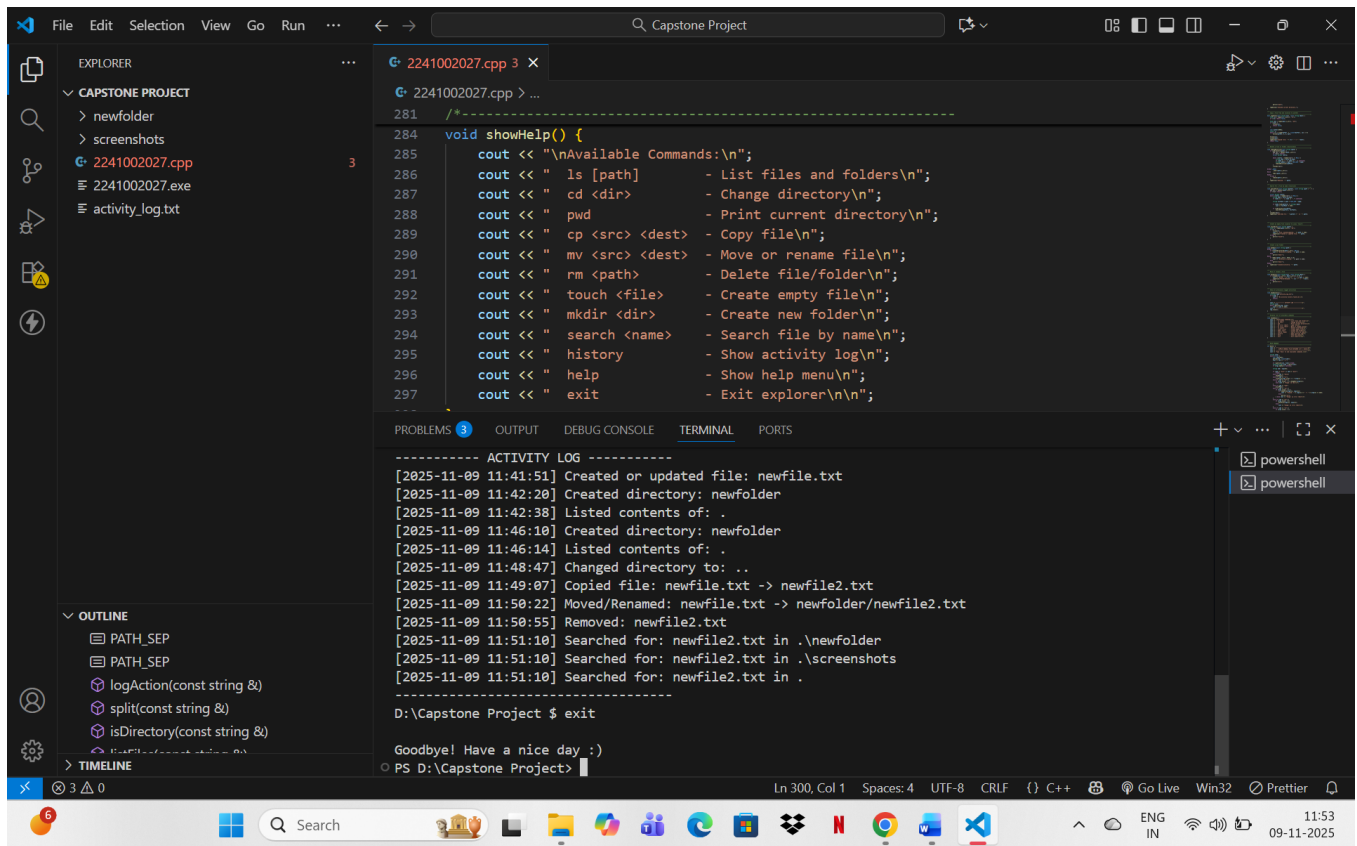 File Edit Selection View Go Run ··· Capstone Project
EXPLORER ···
CAPSTONE PROJECT
newfolder
screenshots
2241002027.cpp 3
2241002027.exe
activity_log.txt
OUTLINE
PATH_SEP
PATH_SEP
logAction(const string &)
split(const string &)
isDirectory(const string &)
listFiles(const string &)
TIMELINE
2241002027.cpp 3
2241002027.cpp > ...
281 /*------------------------------------------------------------
284 void showHelp() {
285 cout << "\nAvailable Commands:\n";
286 cout << "  ls [path]        - List files and folders\n";
287 cout << "  cd <dir>         - Change directory\n";
288 cout << "  pwd              - Print current directory\n";
289 cout << "  cp <src> <dest>  - Copy file\n";
290 cout << "  mv <src> <dest>  - Move or rename file\n";
291 cout << "  rm <path>        - Delete file/folder\n";
292 cout << "  touch <file>     - Create empty file\n";
293 cout << "  mkdir <dir>      - Create new folder\n";
294 cout << "  search <name>    - Search file by name\n";
295 cout << "  history          - Show activity log\n";
296 cout << "  help             - Show help menu\n";
297 cout << "  exit             - Exit explorer\n\n";
PROBLEMS 3 OUTPUT DEBUG CONSOLE TERMINAL PORTS
----------- ACTIVITY LOG -----------
[2025-11-09 11:41:51] Created or updated file: newfile.txt
[2025-11-09 11:42:20] Created directory: newfolder
[2025-11-09 11:42:38] Listed contents of: .
[2025-11-09 11:46:10] Created directory: newfolder
[2025-11-09 11:46:14] Listed contents of: .
[2025-11-09 11:48:47] Changed directory to: ..
[2025-11-09 11:49:07] Copied file: newfile.txt -> newfile2.txt
[2025-11-09 11:50:22] Moved/Renamed: newfile.txt -> newfolder/newfile2.txt
[2025-11-09 11:50:55] Removed: newfile2.txt
[2025-11-09 11:51:10] Searched for: newfile2.txt in .\newfolder
[2025-11-09 11:51:10] Searched for: newfile2.txt in .\screenshots
[2025-11-09 11:51:10] Searched for: newfile2.txt in .
------------------------------------
D:\Capstone Project $ exit
Goodbye! Have a nice day :)
PS D:\Capstone Project>
powershell
powershell
3 0 Ln 300, Col 1 Spaces: 4 UTF-8 CRLF {} C++ Go Live Win32 Prettier
6 Search ENG 11:53
IN 09-11-2025